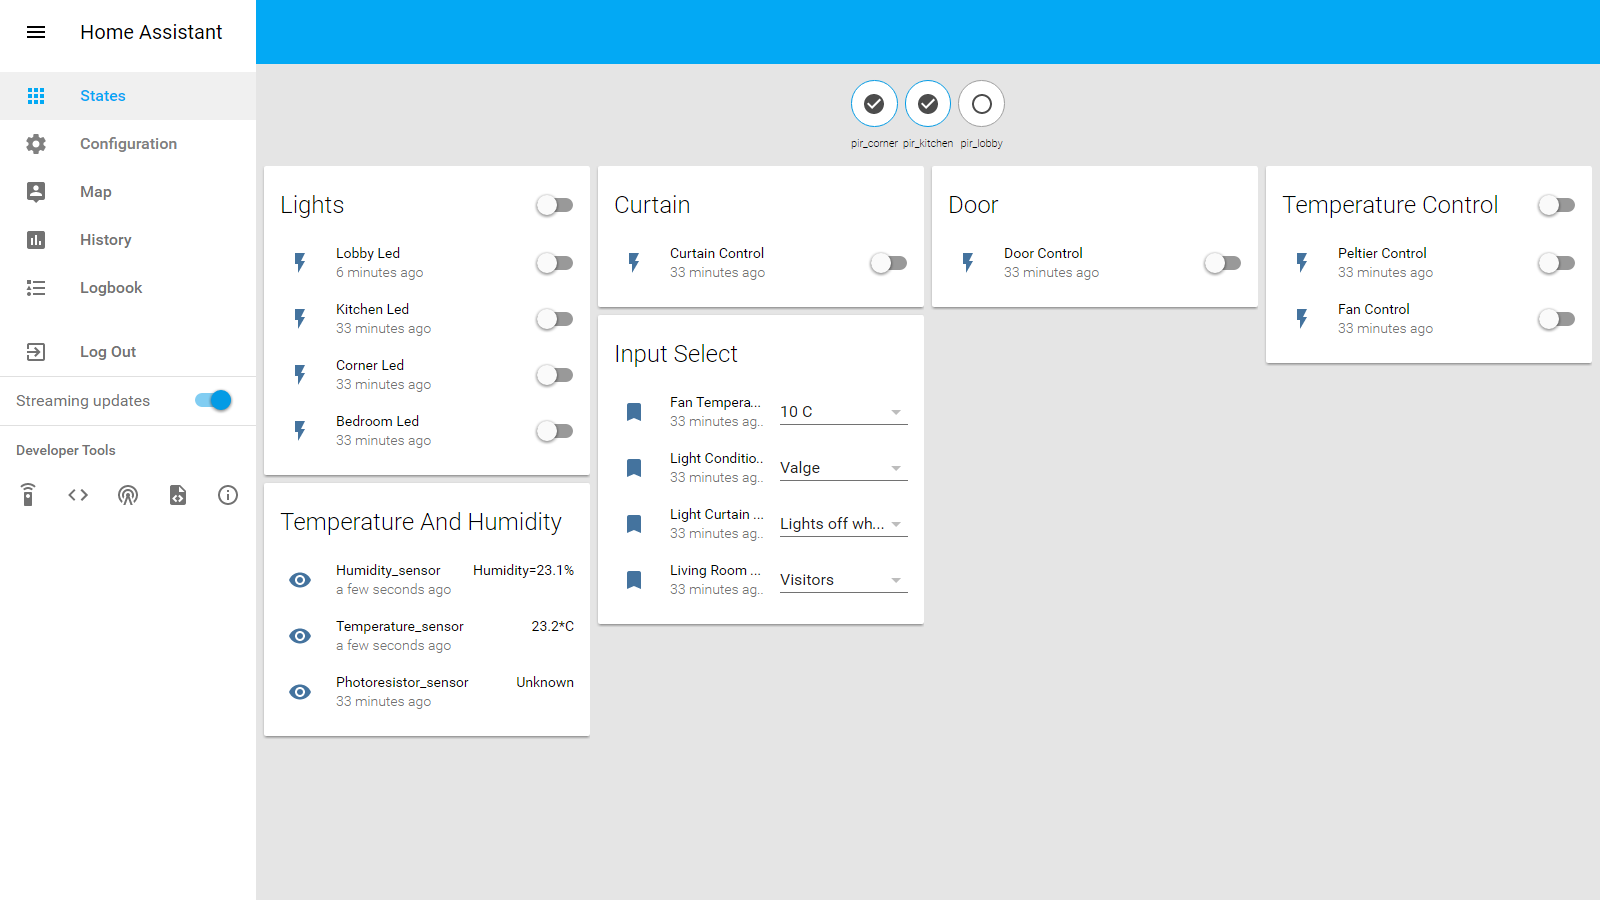 Home Assistant
States
Configuration
Map
History
Logbook
Log Out
Streaming updates
Developer Tools
pir_corner pir_kitchen pir_lobby
Lights
Lobby Led
6 minutes ago
Kitchen Led
33 minutes ago
Corner Led
33 minutes ago
Bedroom Led
33 minutes ago
Temperature And Humidity
Humidity_sensor Humidity=23.1%
a few seconds ago
Temperature_sensor 23.2*C
a few seconds ago
Photoresistor_sensor Unknown
33 minutes ago
Curtain
Curtain Control
33 minutes ago
Input Select
Fan Tempera... 10 C
33 minutes ag..
Light Conditio.. Valge
33 minutes ag..
Light Curtain ... Lights off wh...
33 minutes ag..
Living Room ... Visitors
33 minutes ag..
Door
Door Control
33 minutes ago
Temperature Control
Peltier Control
33 minutes ago
Fan Control
33 minutes ago